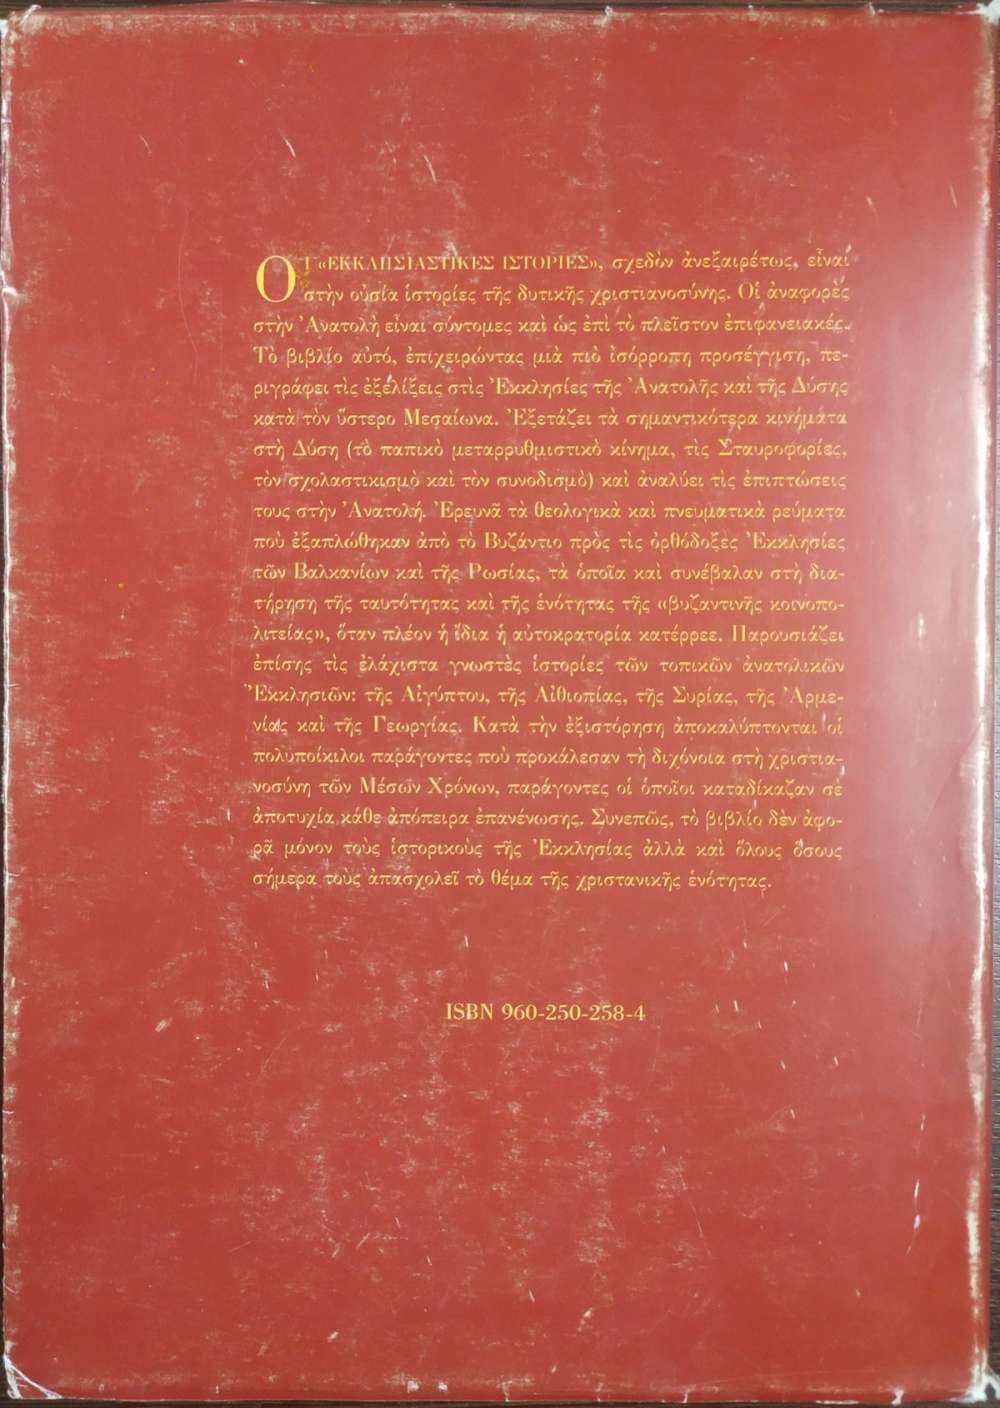 ΟΙ «ΕΚΚΛΗΣΙΑΣΤΙΚΕΣ ΙΣΤΟΡΙΕΣ», σχεδὸν ἀνεξαιρέτως, εἶναι
στὴν οὐσία ἱστορίες τῆς δυτικῆς χριστιανοσύνης. Οἱ ἀναφορὲς
στὴν Ἀνατολὴ εἶναι σύντομες καὶ ὡς ἐπὶ τὸ πλεῖστον ἐπιφανειακές.
Τὸ βιβλίο αὐτό, ἐπιχειρώντας μιὰ πιὸ ἰσόρροπη προσέγγιση, πε-
ριγράφει τὶς ἐξελίξεις στὶς Ἐκκλησίες τῆς Ἀνατολῆς καὶ τῆς Δύσης
κατὰ τὸν ὕστερο Μεσαίωνα. Ἐξετάζει τὰ σημαντικότερα κινήματα
στὴ Δύση (τὸ παπικὸ μεταρρυθμιστικὸ κίνημα, τὶς Σταυροφορίες,
τὸν σχολαστικισμὸ καὶ τὸν συνοδισμὸ) καὶ ἀναλύει τὶς ἐπιπτώσεις
τους στὴν Ἀνατολή. Ἐρευνᾶ τὰ θεολογικὰ καὶ πνευματικὰ ρεύματα
ποὺ ἐξαπλώθηκαν ἀπὸ τὸ Βυζάντιο πρὸς τὶς ὀρθόδοξες Ἐκκλησίες
τῶν Βαλκανίων καὶ τῆς Ρωσίας, τὰ ὁποῖα καὶ συνέβαλαν στὴ δια-
τήρηση τῆς ταυτότητας καὶ τῆς ἑνότητας τῆς «βυζαντινῆς κοινοπο-
λιτείας», ὅταν πλέον ἡ ἴδια ἡ αὐτοκρατορία κατέρρεε. Παρουσιάζει
ἐπίσης τὶς ἐλάχιστα γνωστὲς ἱστορίες τῶν τοπικῶν ἀνατολικῶν
Ἐκκλησιῶν: τῆς Αἰγύπτου, τῆς Αἰθιοπίας, τῆς Συρίας, τῆς Ἀρμε-
νίας καὶ τῆς Γεωργίας. Κατὰ τὴν ἐξιστόρηση ἀποκαλύπτονται οἱ
πολυποίκιλοι παράγοντες ποὺ προκάλεσαν τὴ διχόνοια στὴ χριστια-
νοσύνη τῶν Μέσων Χρόνων, παράγοντες οἱ ὁποῖοι καταδίκαζαν σὲ
ἀποτυχία κάθε ἀπόπειρα ἐπανένωσης. Συνεπῶς, τὸ βιβλίο δὲν ἀφο-
ρᾶ μόνον τοὺς ἱστορικοὺς τῆς Ἐκκλησίας ἀλλὰ καὶ ὅλους ὅσους
σήμερα τοὺς ἀπασχολεῖ τὸ θέμα τῆς χριστανικῆς ἑνότητας.
ISBN 960-250-258-4